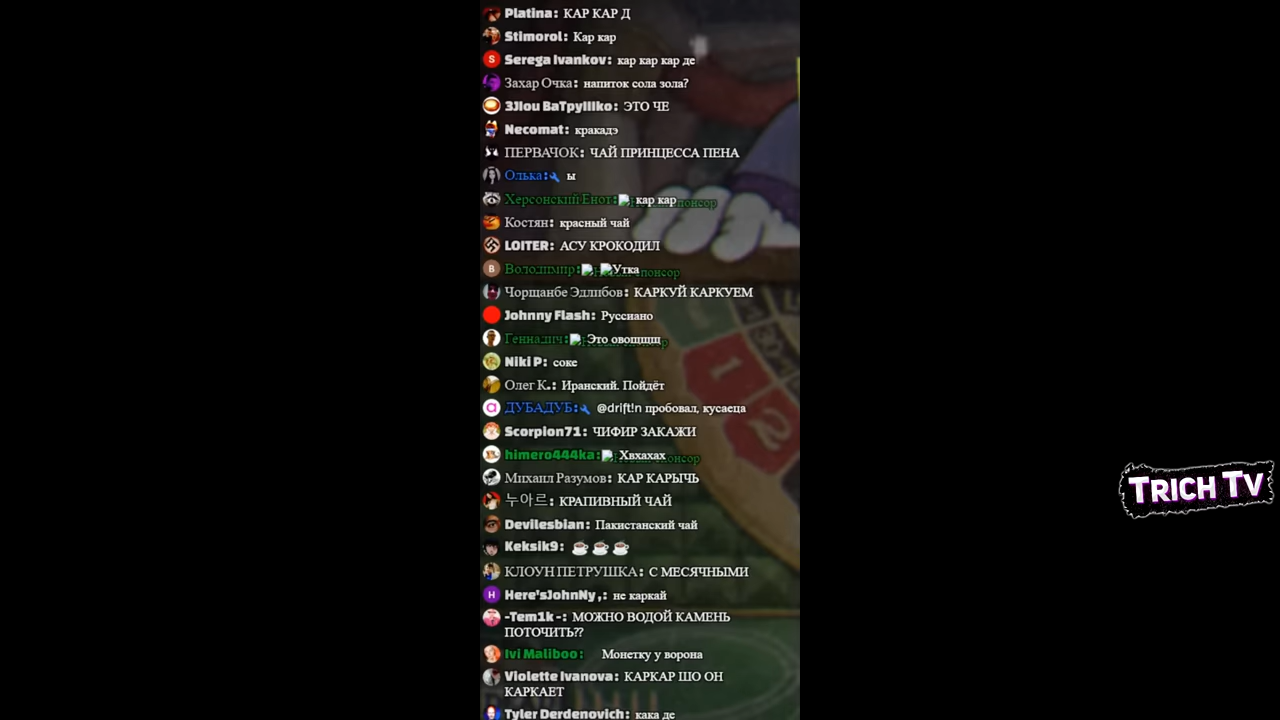 Platina: КАР КАР Д
Stimorol: Кар кар
Serega Ivankov: кар кар кар де
Захар Очка: напиток сола зола?
3JIou BaTpyIIIko: ЭТО ЧЕ
Necomat: кракадэ
ПЕРВАЧОК: ЧАЙ ПРИНЦЕССА ПЕНА
Олька: ы
Херсонский Енот: кар кар
Костян: красный чай
LOITER: АСУ КРОКОДИЛ
Володимир: Утка
Чорщанбе Эдлибов: КАРКУЙ КАРКУЕМ
Johnny Flash: Руссиано
Геннадич: Это овощщщ
Niki P: соке
Олег К.: Иранский. Пойдёт
ДУБАДУБ: @drift!n пробовал, кусаеца
Scorpion71: ЧИФИР ЗАКАЖИ
himero444ka: Хвхахах
Михаил Разумов: КАР КАРЫЧЬ
누아르: КРАПИВНЫЙ ЧАЙ
Devilesbian: Пакистанский чай
Keksik9: ☕☕☕
КЛОУН ПЕТРУШКА: С МЕСЯЧНЫМИ
Here'sJohnNy,: не каркай
-Tem1k-: МОЖНО ВОДОЙ КАМЕНЬ
ПОТОЧИТЬ??
Ivi Maliboo: Монетку у ворона
Violette Ivanova: КАРКАР ШО ОН
КАРКАЕТ
Tyler Derdenovich: кака де
TRICH TV